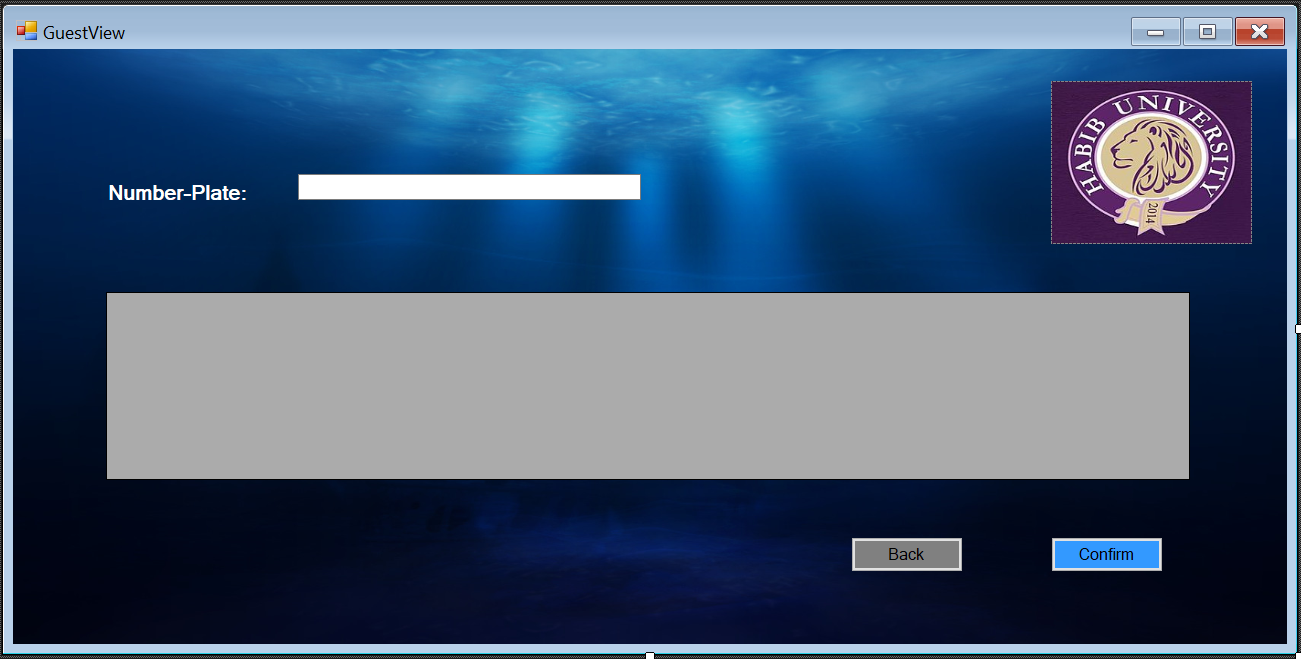 GuestView
HABIB UNIVERSITY
2014
Number-Plate:
Back
Confirm